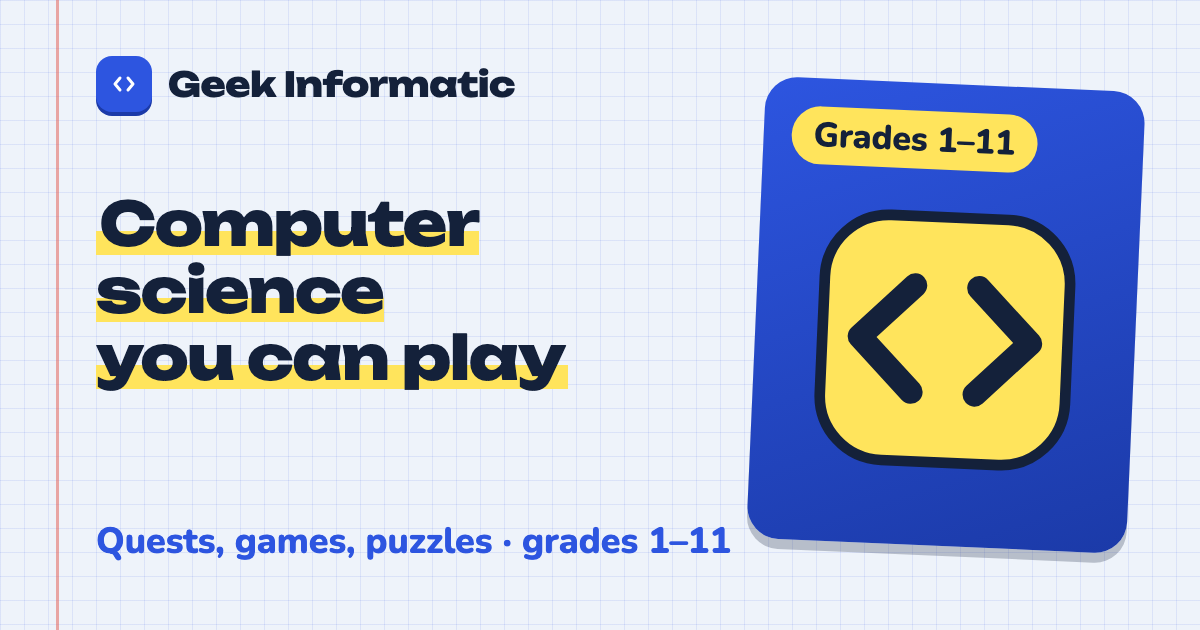 Geek Informatic
Computer
science
you can play
Quests, games, puzzles · grades 1–11
Grades 1–11